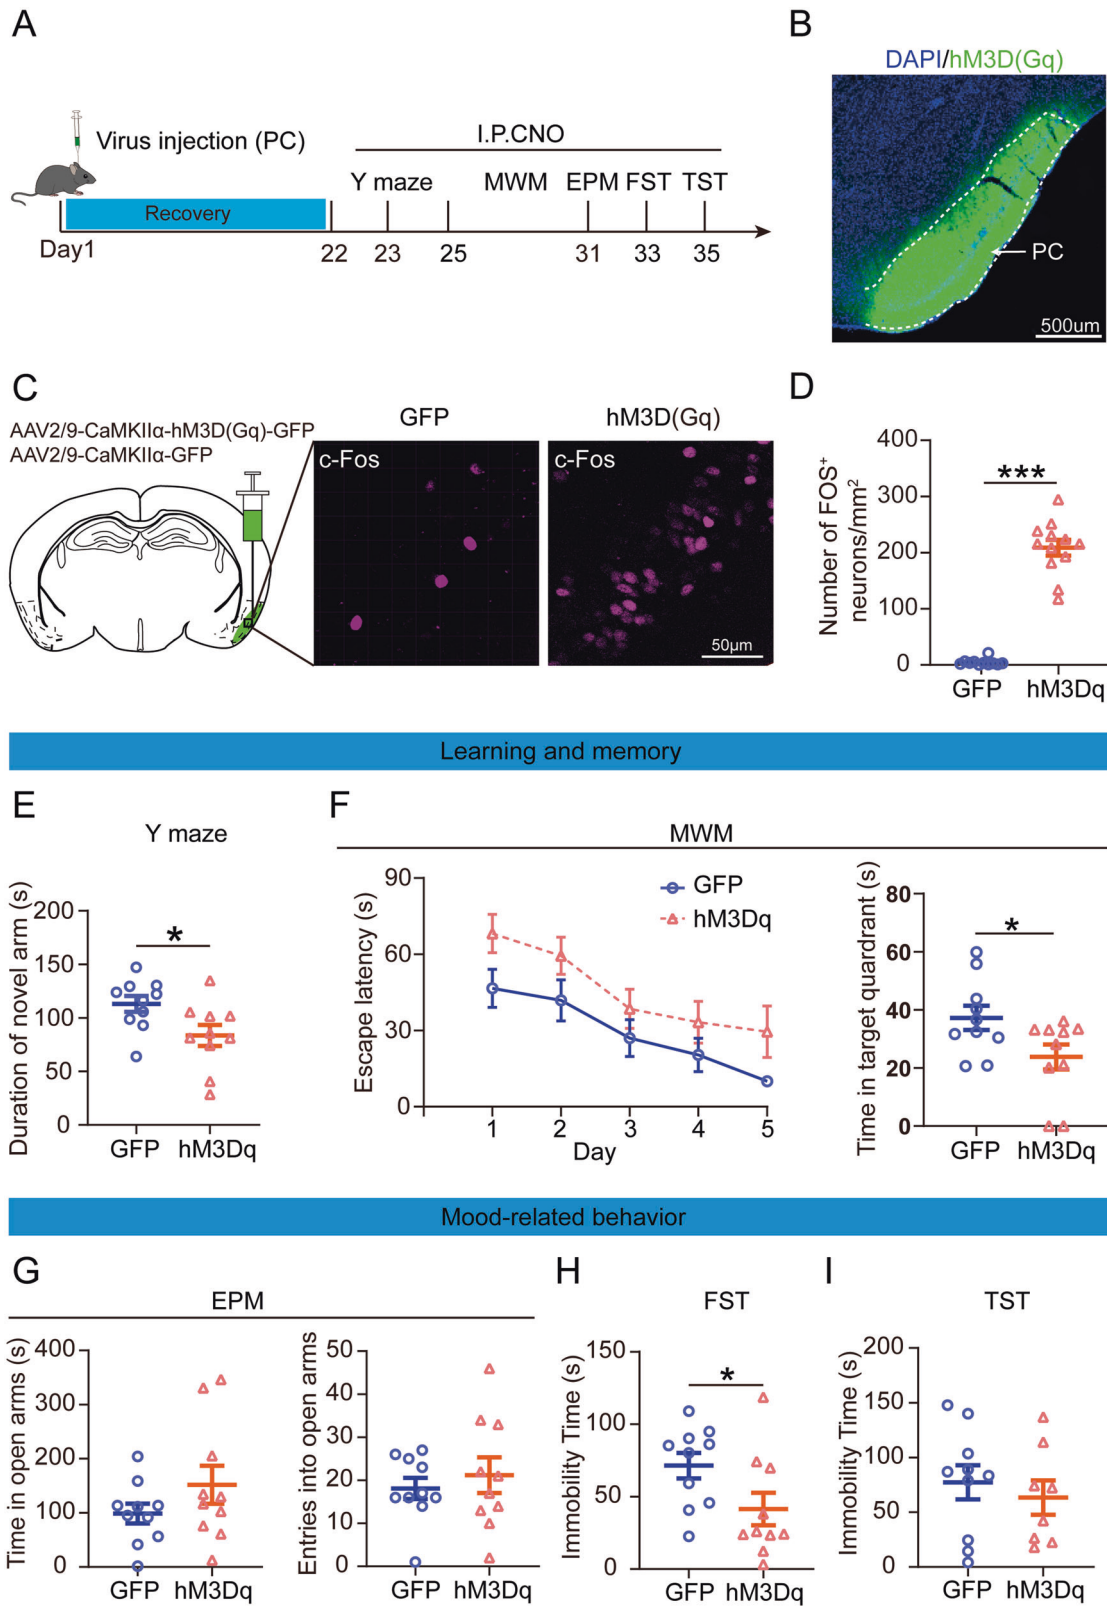 A
Virus injection (PC)
I.P.CNO
Y maze MWM EPM FST TST
Recovery
Day1 22 23 25 31 33 35
B
DAPI/hM3D(Gq)
PC
500um
C
AAV2/9-CaMKIIα-hM3D(Gq)-GFP
AAV2/9-CaMKIIα-GFP
GFP
c-Fos
hM3D(Gq)
c-Fos
50μm
D
Number of FOS+
neurons/mm2
400
300
200
100
0
***
GFP hM3Dq
Learning and memory
E
Y maze
Duration of novel arm (s)
200
150
100
50
0
*
GFP hM3Dq
F
MWM
Escape latency (s)
90
60
30
0
GFP
hM3Dq
1 2 3 4 5
Day
Time in target quardrant (s)
80
60
40
20
0
*
GFP hM3Dq
Mood-related behavior
G
EPM
Time in open arms (s)
400
300
200
100
0
GFP hM3Dq
Entries into open arms
50
40
30
20
10
0
GFP hM3Dq
H
FST
Immobility Time (s)
150
100
50
0
*
GFP hM3Dq
I
TST
Immobility Time (s)
200
150
100
50
0
GFP hM3Dq